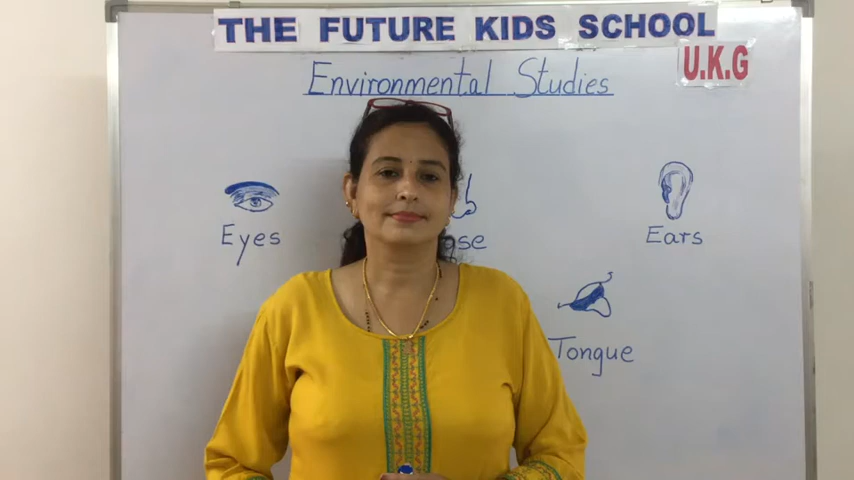 THE FUTURE KIDS SCHOOL
U.K.G
Environmental Studies
Eyes
Ears
Tongue